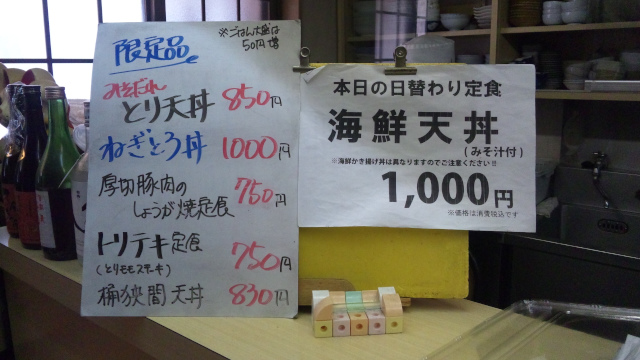 限定品
※ごはん大盛は
50円増
みそだれ
とり天丼 850円
ねぎとろ丼 1000円
厚切豚肉の
しょうが焼定食 750円
トリテキ定食 750円
(とりモモステーキ)
桶狭間天丼 830円
本日の日替わり定食
海鮮天丼
(みそ汁付)
※海鮮かき揚げ丼は異なりますのでご注意ください!!
1,000円
※価格は消費税込です